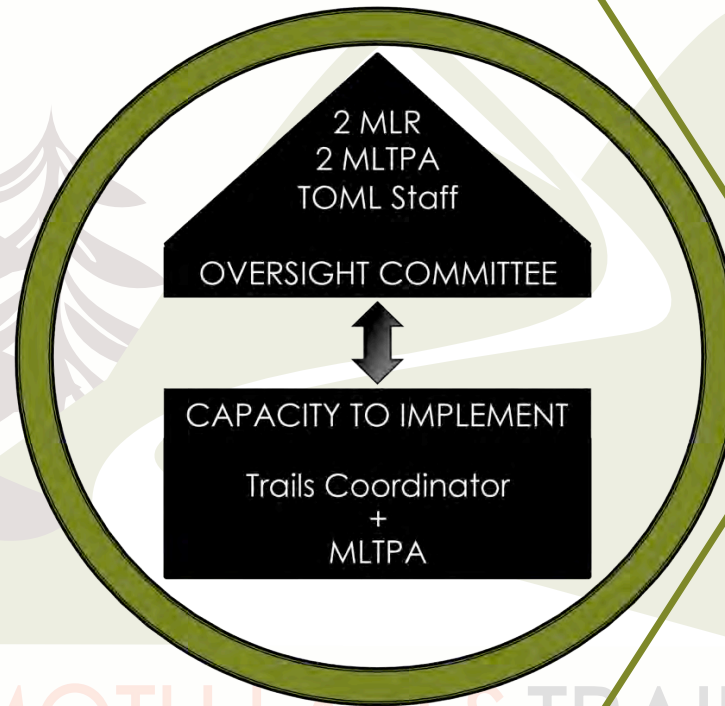 2 MLR
2 MLTPA
TOML Staff
OVERSIGHT COMMITTEE
CAPACITY TO IMPLEMENT
Trails Coordinator
+
MLTPA